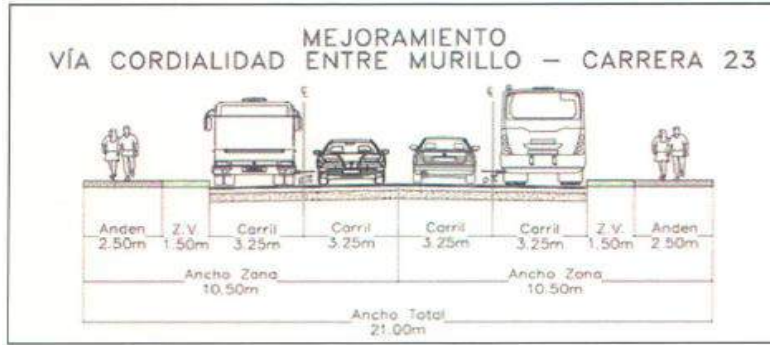 MEJORAMIENTO
VÍA CORDIALIDAD ENTRE MURILLO – CARRERA 23
Anden Z.V Carril Carril Carril Carril Z.V. Anden
2.50m 1.50m 3.25m 3.25m 3.25m 3.25m 1.50m 2.50m
Ancho Zona Ancho Zona
10.50m 10.50m
Ancho Total
21.00m